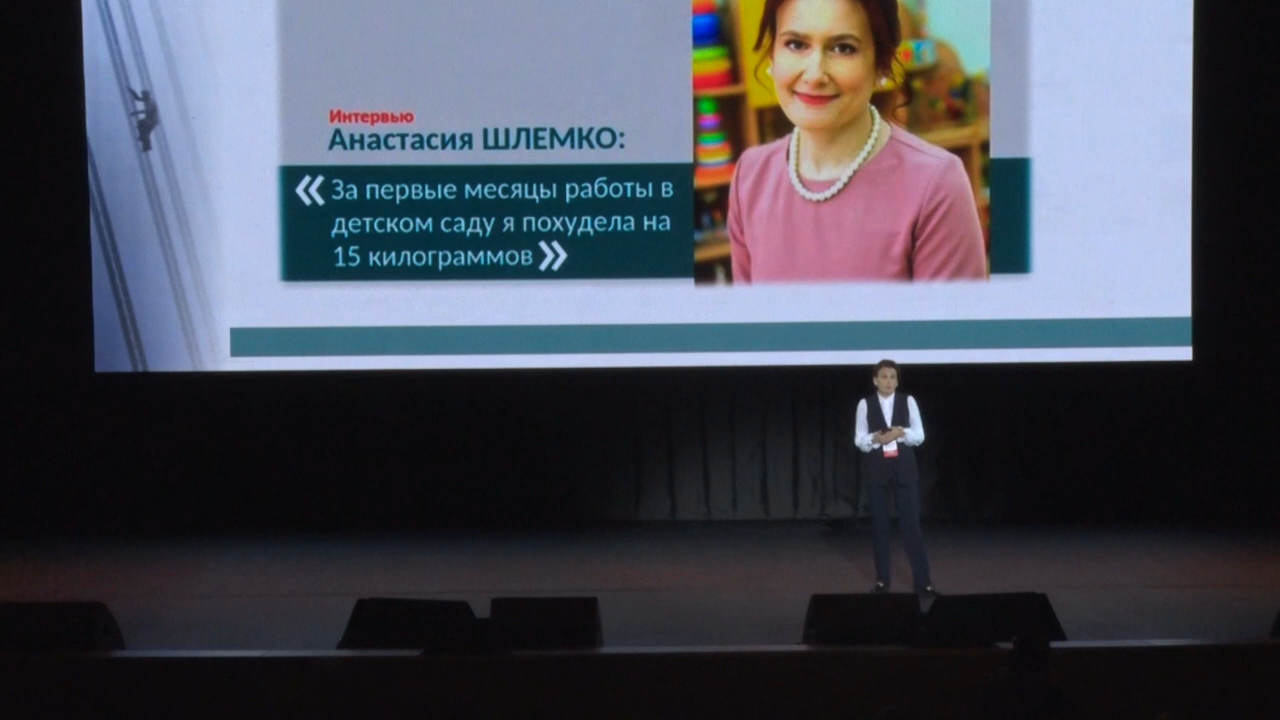 Интервью
Анастасия ШЛЕМКО:
« За первые месяцы работы в
детском саду я похудела на
15 килограммов »